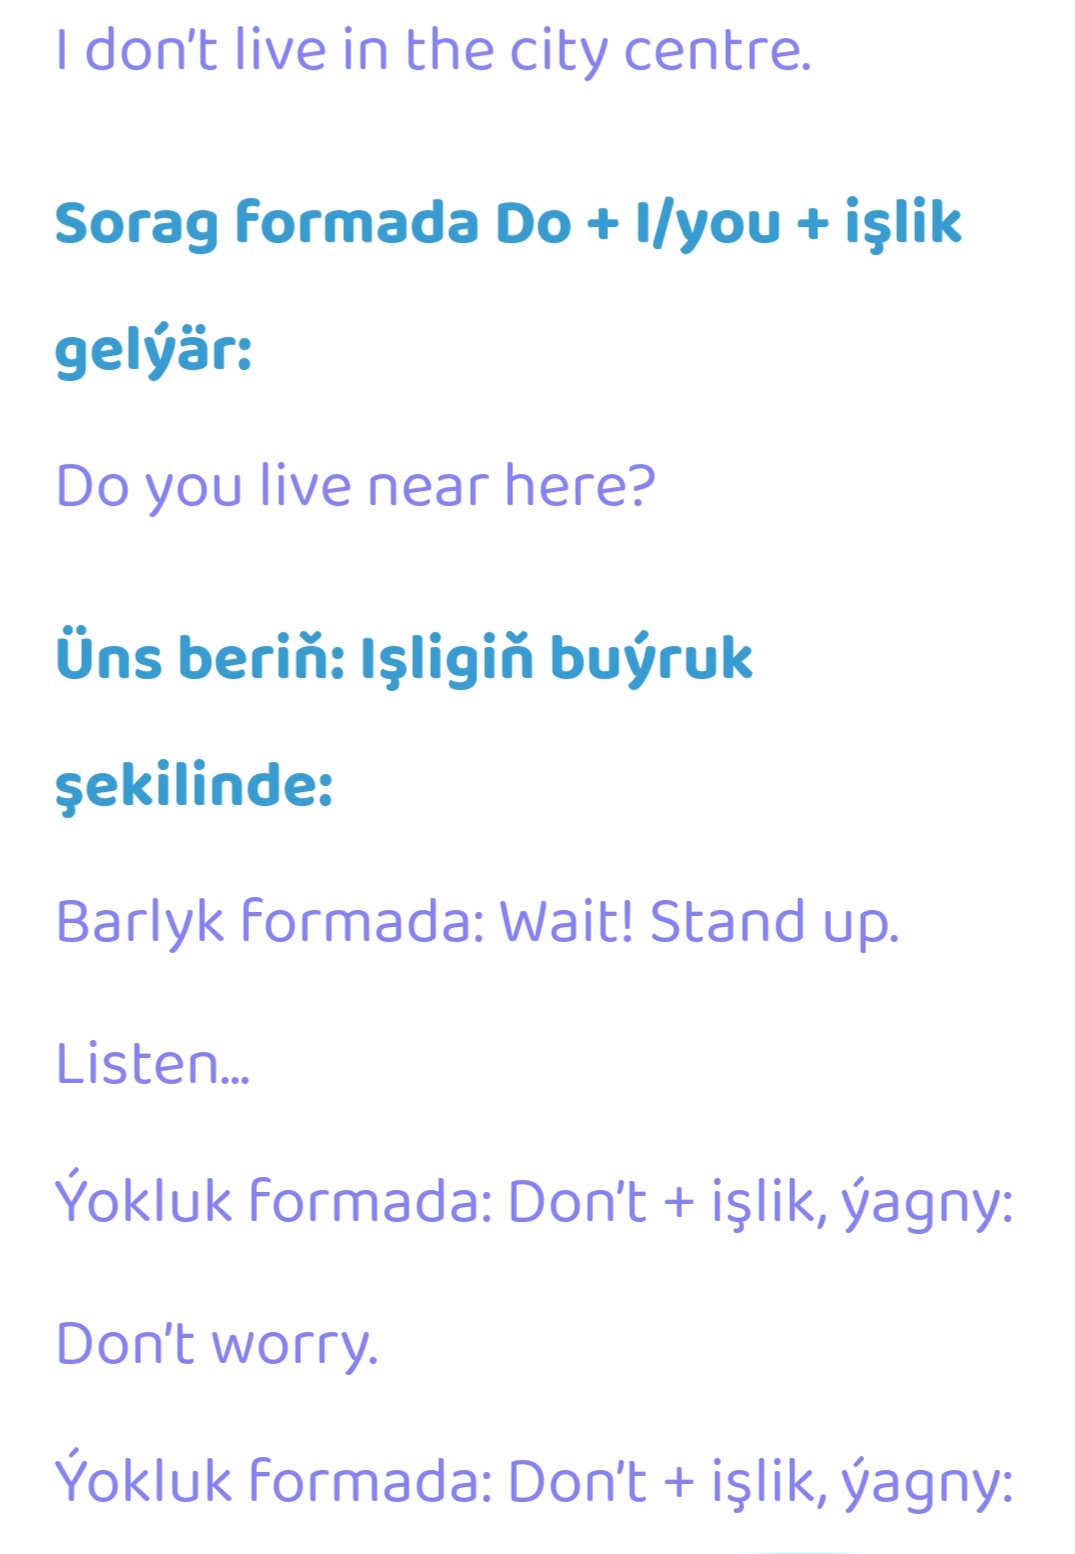 I don't live in the city centre.
Sorag formada Do + I/you + işlik
gelýär:
Do you live near here?
Üns beriň: Işligiň buýruk
şekilinde:
Barlyk formada: Wait! Stand up.
Listen...
Ýokluk formada: Don't + işlik, ýagny:
Don't worry.
Ýokluk formada: Don't + işlik, ýagny: